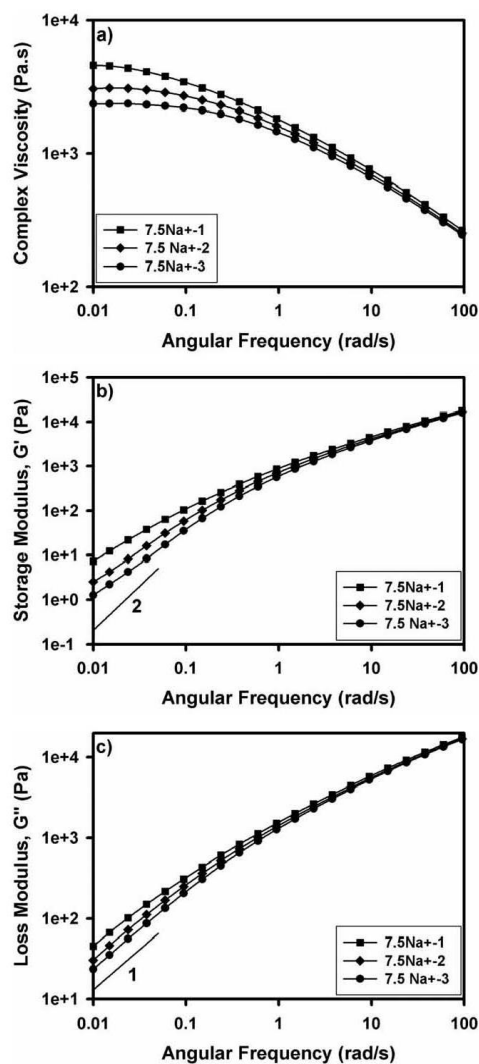 a)
Complex Viscosity (Pa.s)
1e+4
1e+3
1e+2
7.5Na+-1
7.5 Na+-2
7.5Na+-3
0.01 0.1 1 10 100
Angular Frequency (rad/s)
b)
Storage Modulus, G' (Pa)
1e+5
1e+4
1e+3
1e+2
1e+1
1e+0
1e-1
2
7.5Na+-1
7.5Na+-2
7.5 Na+-3
0.01 0.1 1 10 100
Angular Frequency (rad/s)
c)
Loss Modulus, G" (Pa)
1e+4
1e+3
1e+2
1e+1
1
7.5Na+-1
7.5Na+-2
7.5 Na+-3
0.01 0.1 1 10 100
Angular Frequency (rad/s)